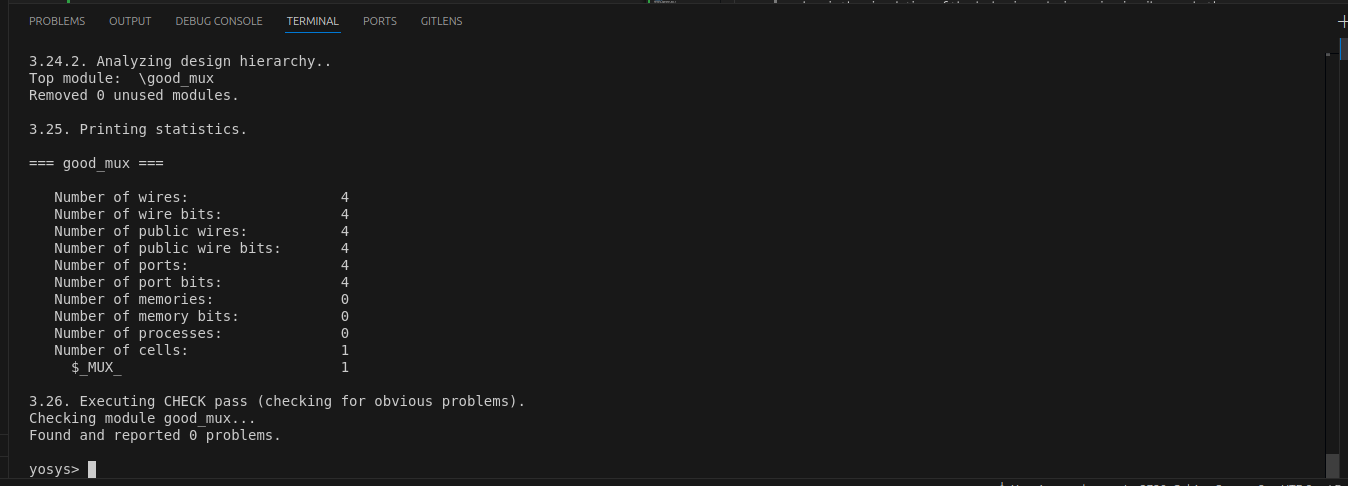 PROBLEMS OUTPUT DEBUG CONSOLE TERMINAL PORTS GITLENS
3.24.2. Analyzing design hierarchy..
Top module:  \good_mux
Removed 0 unused modules.
3.25. Printing statistics.
=== good_mux ===
Number of wires: 4
Number of wire bits: 4
Number of public wires: 4
Number of public wire bits: 4
Number of ports: 4
Number of port bits: 4
Number of memories: 0
Number of memory bits: 0
Number of processes: 0
Number of cells: 1
$_MUX_ 1
3.26. Executing CHECK pass (checking for obvious problems).
Checking module good_mux...
Found and reported 0 problems.
yosys>